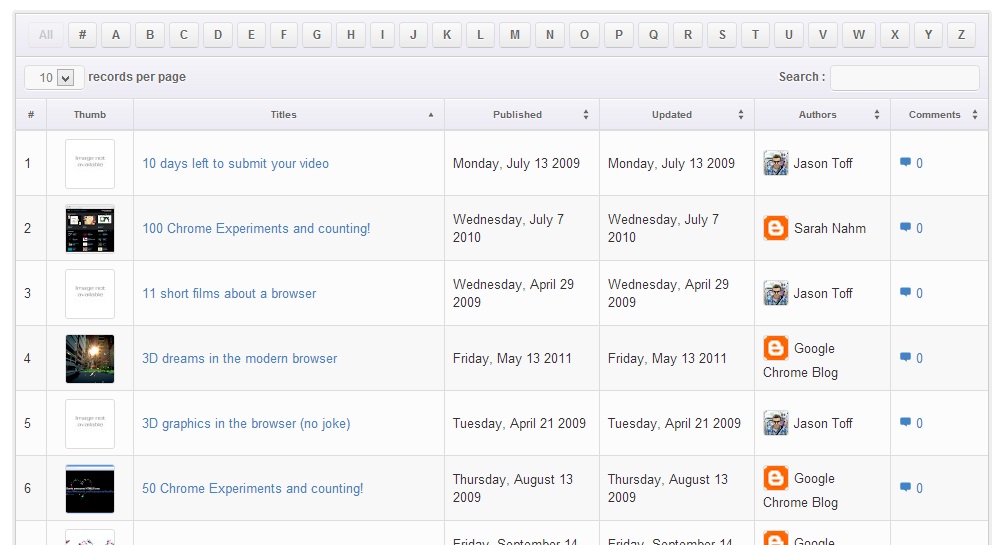 All # A B C D E F G H I J K L M N O P Q R S T U V W X Y Z
10 records per page Search :
# Thumb Titles Published Updated Authors Comments
1 Image not available 10 days left to submit your video Monday, July 13 2009 Monday, July 13 2009 Jason Toff 0
2 100 Chrome Experiments and counting! Wednesday, July 7 2010 Wednesday, July 7 2010 Sarah Nahm 0
3 Image not available 11 short films about a browser Wednesday, April 29 2009 Wednesday, April 29 2009 Jason Toff 0
4 3D dreams in the modern browser Friday, May 13 2011 Friday, May 13 2011 Google Chrome Blog 0
5 Image not available 3D graphics in the browser (no joke) Tuesday, April 21 2009 Tuesday, April 21 2009 Jason Toff 0
6 50 Chrome Experiments and counting! Thursday, August 13 2009 Thursday, August 13 2009 Google Chrome Blog 0
Friday, September 14 Friday, September 14 Google